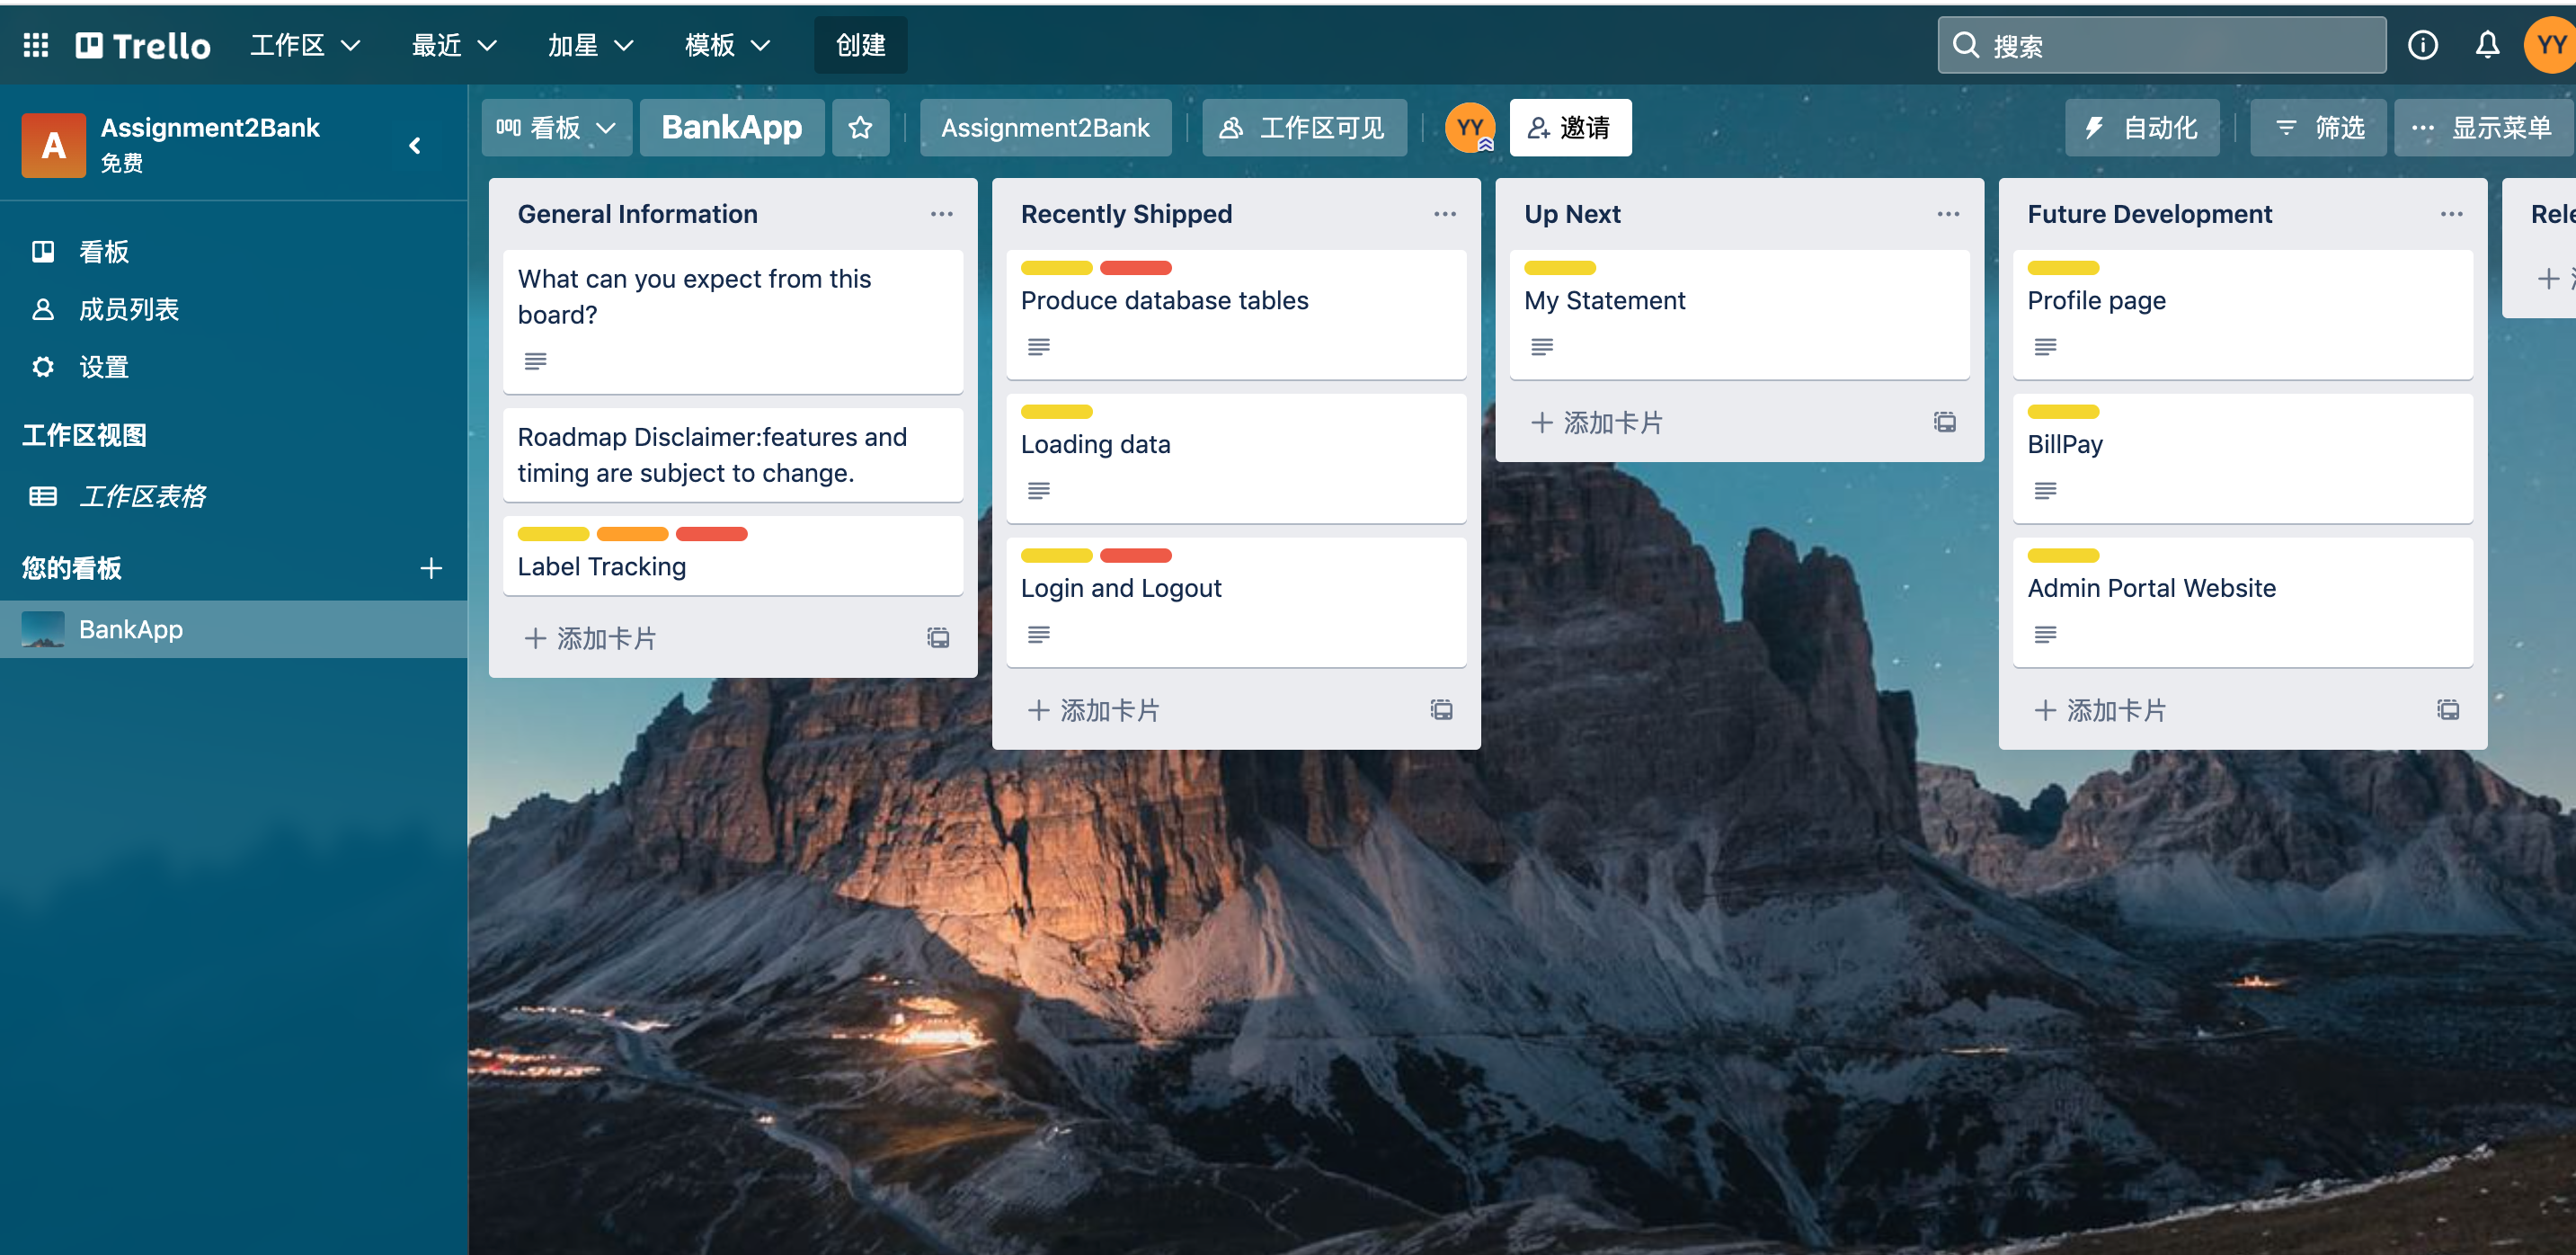 Trello
工作区
最近
加星
模板
创建
搜索
YY
A
Assignment2Bank
免费
看板
成员列表
设置
工作区视图
工作区表格
您的看板
BankApp
看板
BankApp
Assignment2Bank
工作区可见
YY
邀请
自动化
筛选
显示菜单
General Information
What can you expect from this
board?
Roadmap Disclaimer:features and
timing are subject to change.
Label Tracking
添加卡片
Recently Shipped
Produce database tables
Loading data
Login and Logout
添加卡片
Up Next
My Statement
添加卡片
Future Development
Profile page
BillPay
Admin Portal Website
添加卡片